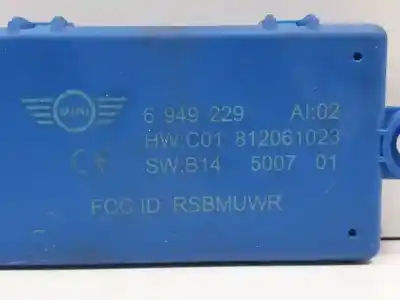 MINI
6 949 229 AI:02
HW.C01 812061023
CE SW.B14 5007 01
FCC ID RSBMUWR